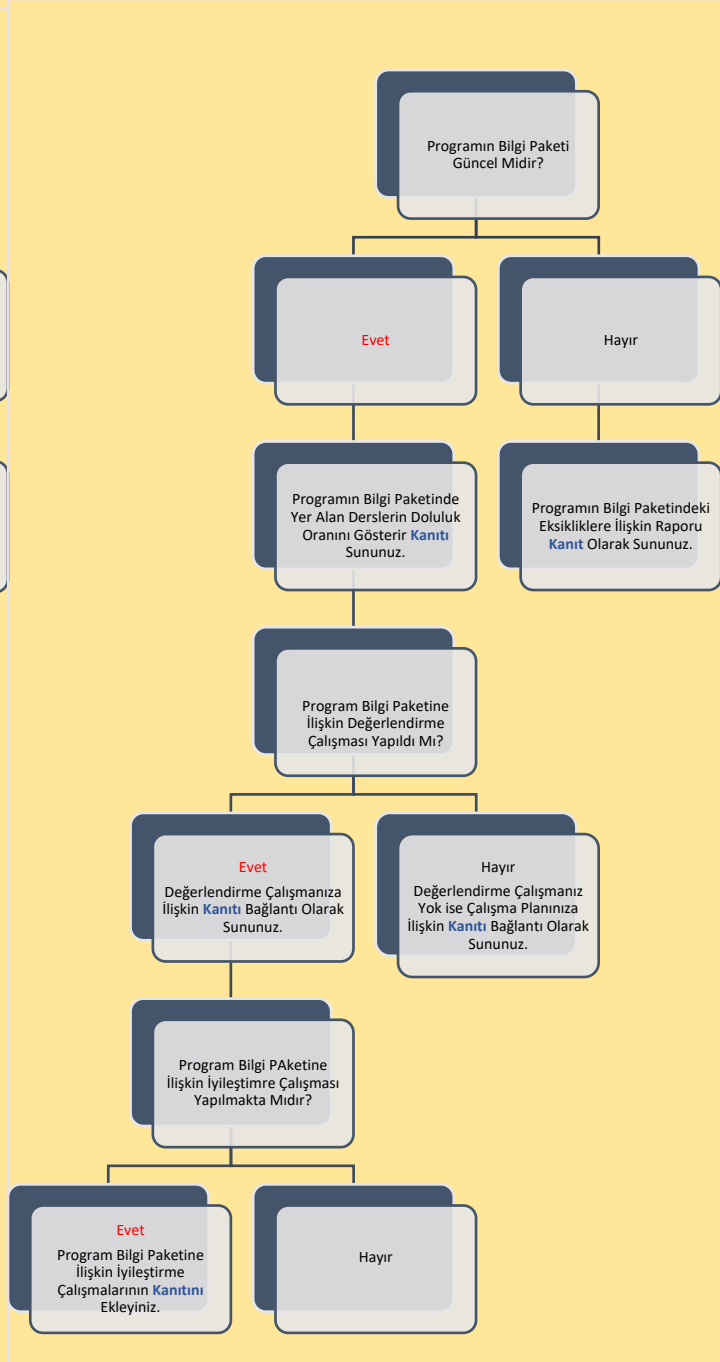 Programın Bilgi Paketi
Güncel Midir?
Evet
Hayır
Programın Bilgi Paketinde
Yer Alan Derslerin Doluluk
Oranını Gösterir Kanıtı
Sununuz.
Programın Bilgi Paketindeki
Eksikliklere İlişkin Raporu
Kanıt Olarak Sununuz.
Program Bilgi Paketine
İlişkin Değerlendirme
Çalışması Yapıldı Mı?
Evet
Değerlendirme Çalışmanıza
İlişkin Kanıtı Bağlantı Olarak
Sununuz.
Hayır
Değerlendirme Çalışmanız
Yok ise Çalışma Planınıza
İlişkin Kanıtı Bağlantı Olarak
Sununuz.
Program Bilgi PAketine
İlişkin İyileştimre Çalışması
Yapılmakta Mıdır?
Evet
Program Bilgi Paketine
İlişkin İyileştirme
Çalışmalarının Kanıtını
Ekleyiniz.
Hayır